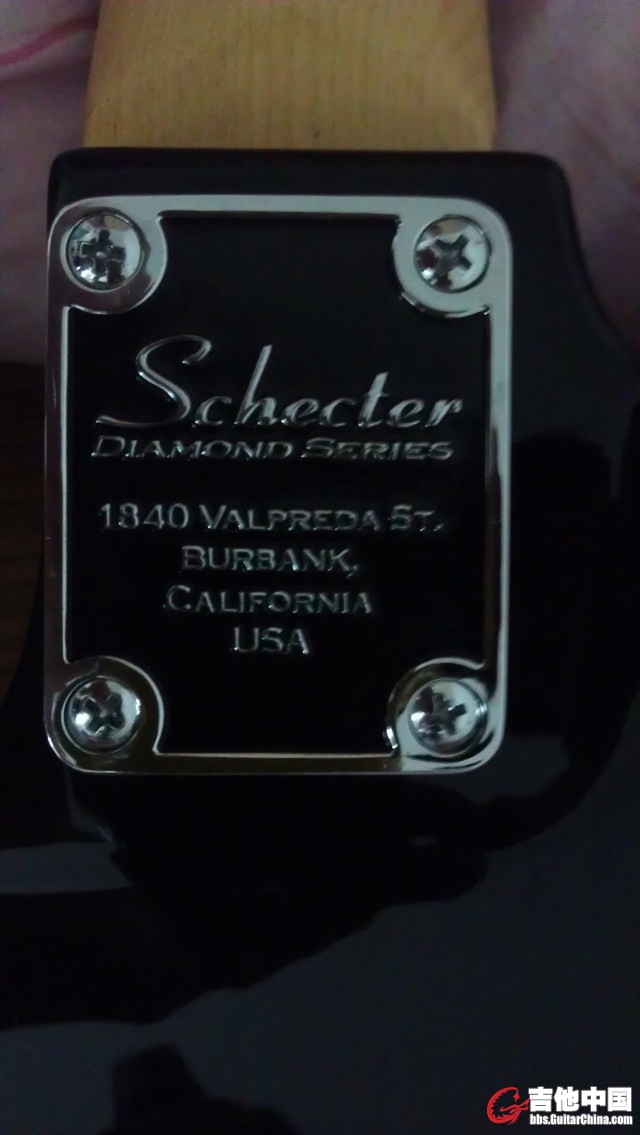 Schecter
DIAMOND SERIES
1840 VALPREDA ST.
BURBANK,
CALIFORNIA
USA
吉他中国
bbs.GuitarChina.com